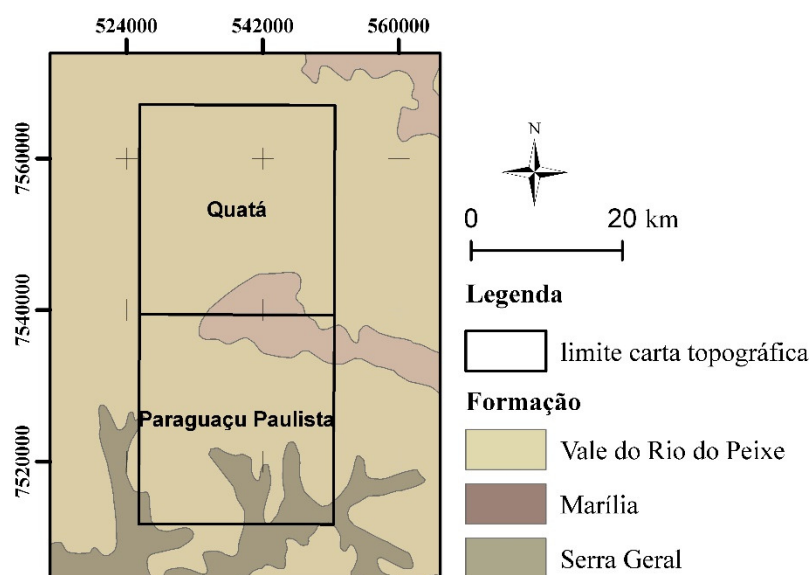 524000 542000 560000
7560000
7540000
7520000
Quatá
Paraguaçu Paulista
N
0 20 km
Legenda
limite carta topográfica
Formação
Vale do Rio do Peixe
Marília
Serra Geral